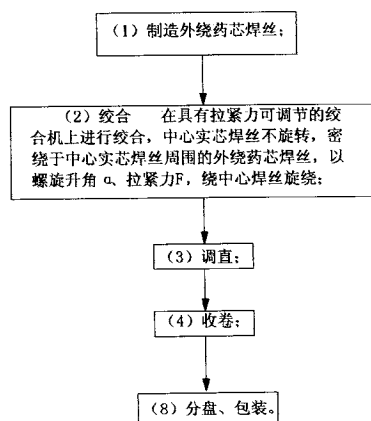 （1）制造外绕药芯焊丝；
（2）绞合　在具有拉紧力可调节的绞
合机上进行绞合，中心实芯焊丝不旋转，密
绕于中心实芯焊丝周围的外绕药芯焊丝，以
螺旋升角 α、拉紧力F，绕中心焊丝旋绕；
（3）调直；
（4）收卷；
（8）分盘、包装。